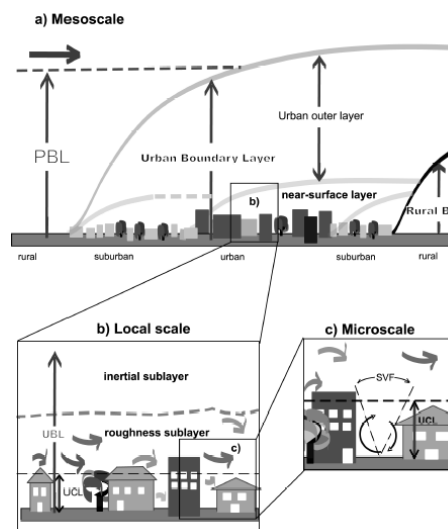 a) Mesoscale
PBL
Urban Boundary Layer
Urban outer layer
near-surface layer
b)
Rural B
rural
suburban
urban
suburban
rural
b) Local scale
inertial sublayer
UBL
roughness sublayer
c)
UCL
c) Microscale
SVF
UCL